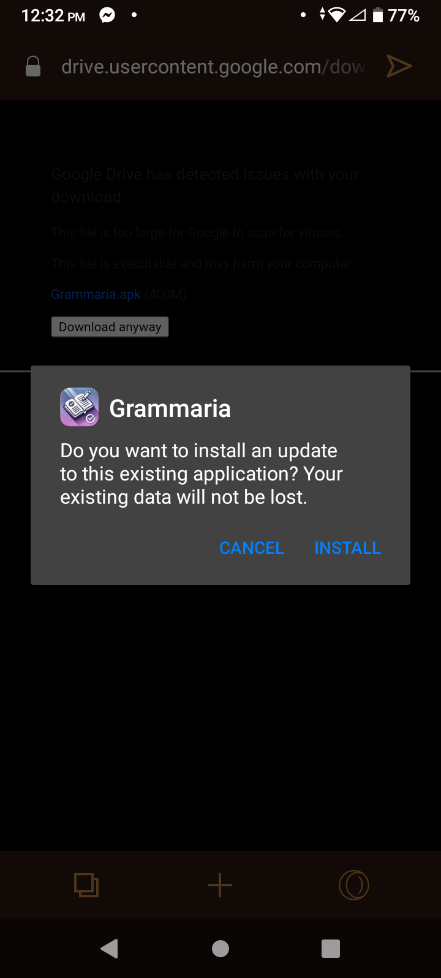 12:32 PM
77%
drive.usercontent.google.com/dow
Google Drive has detected issues with your
download
This file is too large for Google to scan for viruses.
This file is executable and may harm your computer.
Grammaria.apk (400M)
Download anyway
Grammaria
Do you want to install an update
to this existing application? Your
existing data will not be lost.
CANCEL INSTALL